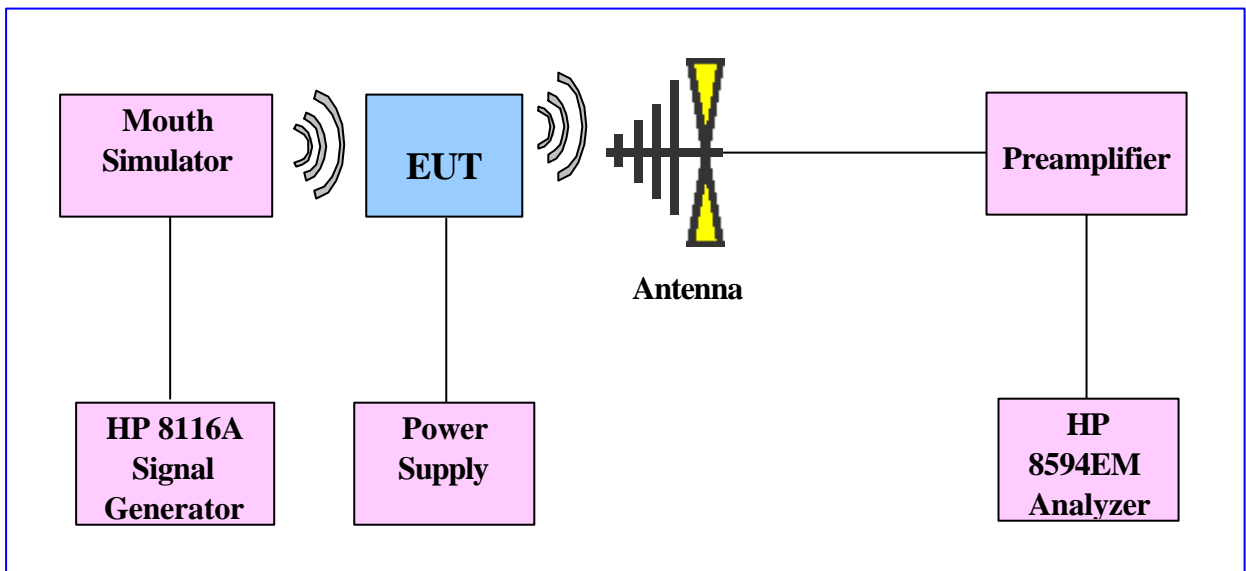 Mouth
Simulator
EUT
Preamplifier
Antenna
HP 8116A
Signal
Generator
Power
Supply
HP
8594EM
Analyzer